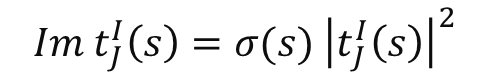 Im t_J^I(s) = σ(s) |t_J^I(s)|^2